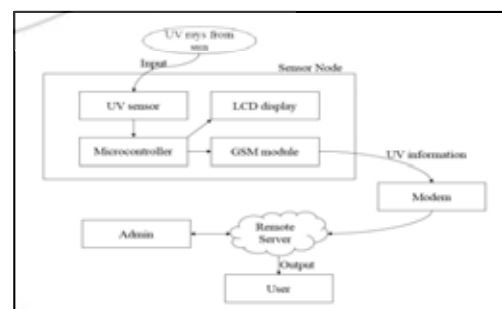 UV rays from
sun
Input
Sensor Node
UV sensor
LCD display
Microcontroller
GSM module
UV information
Modem
Admin
Remote
Server
Output
User